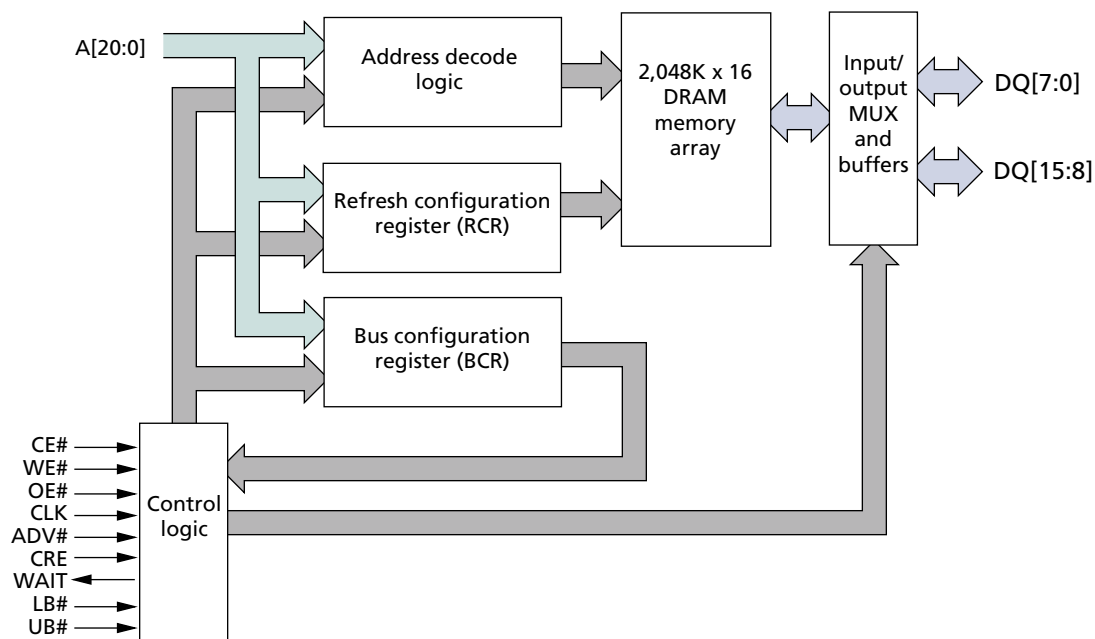 A[20:0]
Address decode
logic
2,048K x 16
DRAM
memory
array
Input/
output
MUX
and
buffers
DQ[7:0]
DQ[15:8]
Refresh configuration
register (RCR)
Bus configuration
register (BCR)
CE#
WE#
OE#
CLK
ADV#
CRE
WAIT
LB#
UB#
Control
logic